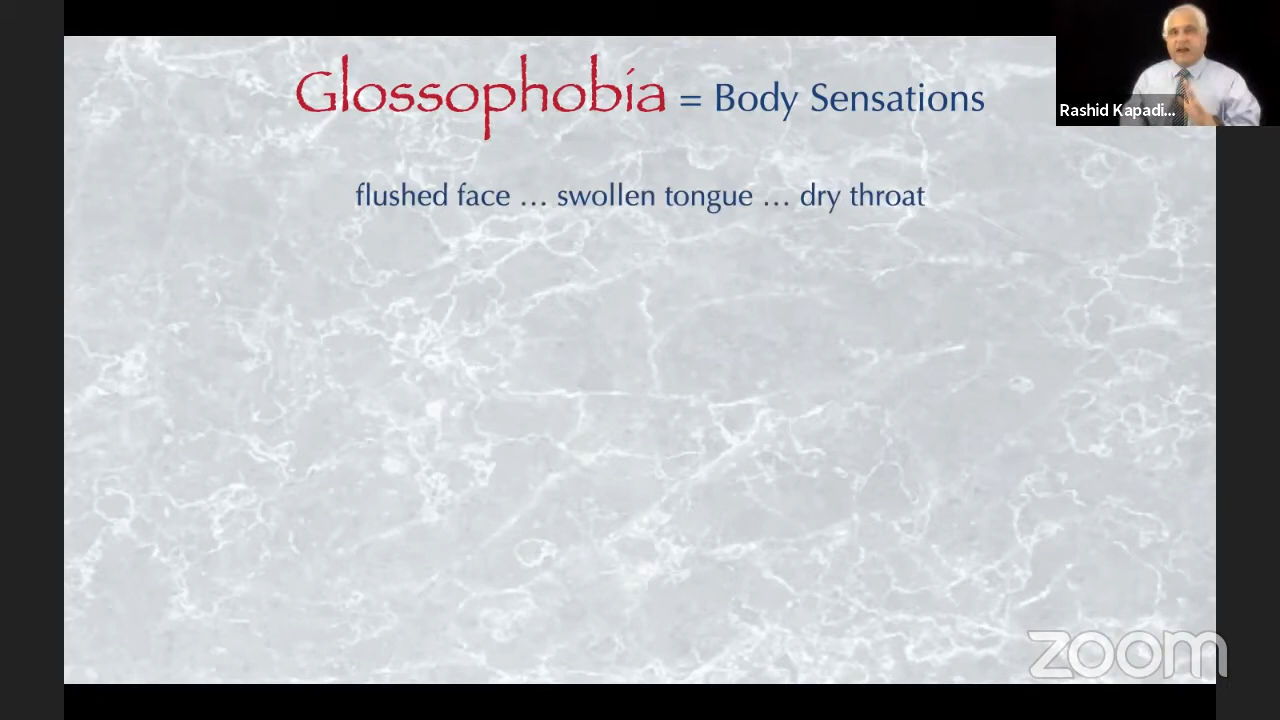 Glossophobia = Body Sensations
Rashid Kapadi...
flushed face ... swollen tongue ... dry throat
zoom